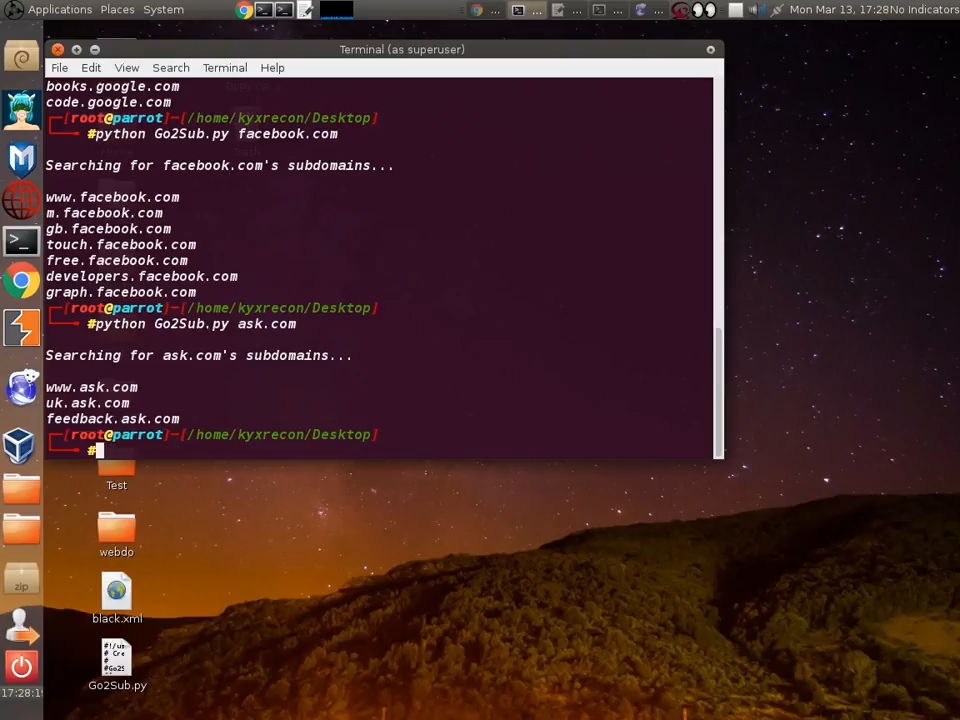 Applications Places System
... ... ... ... ... ... Mon Mar 13, 17:28 No Indicators
Terminal (as superuser)
File Edit View Search Terminal Help
books.google.com
code.google.com
┌─[root@parrot]─[/home/kyxrecon/Desktop]
└──╼ #python Go2Sub.py facebook.com
Searching for facebook.com's subdomains...
www.facebook.com
m.facebook.com
gb.facebook.com
touch.facebook.com
free.facebook.com
developers.facebook.com
graph.facebook.com
┌─[root@parrot]─[/home/kyxrecon/Desktop]
└──╼ #python Go2Sub.py ask.com
Searching for ask.com's subdomains...
www.ask.com
uk.ask.com
feedback.ask.com
┌─[root@parrot]─[/home/kyxrecon/Desktop]
└──╼ #
Test
webdo
zip
black.xml
#!/us
# Cre
#
#Go2S
Go2Sub.py
17:28:19